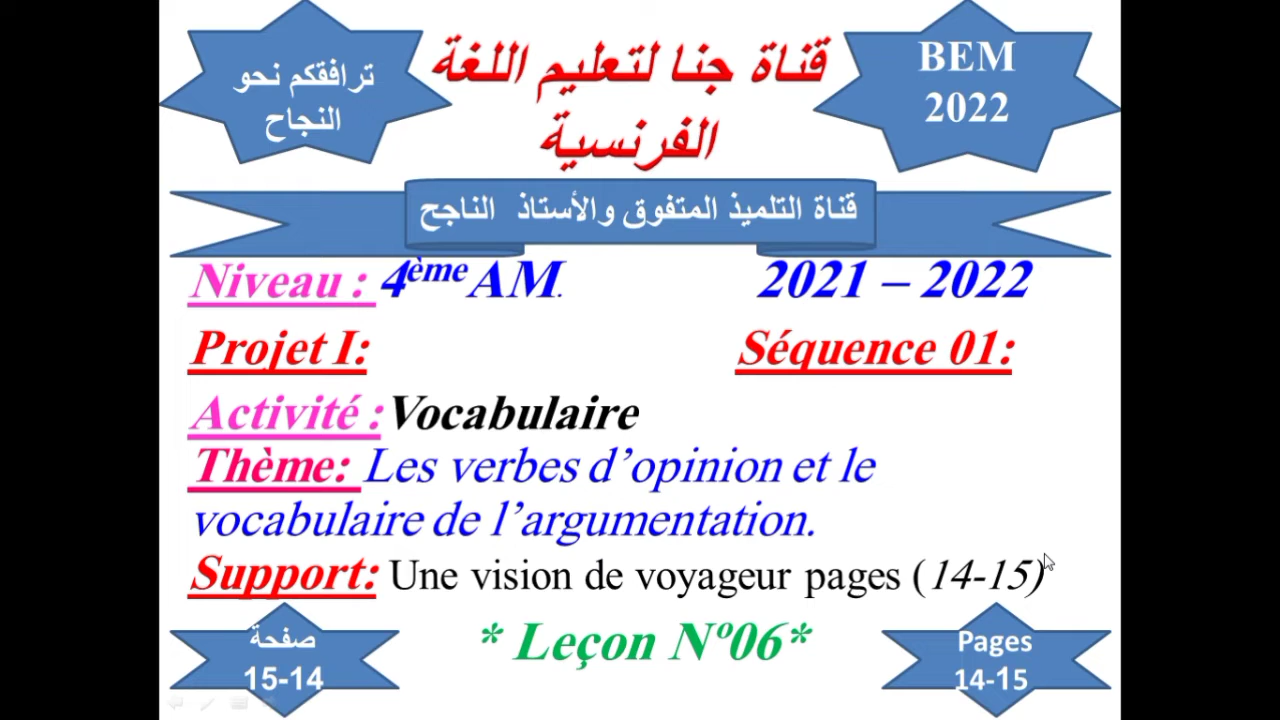 ترافقكم نحو
النجاح
قناة جنا لتعليم اللغة
الفرنسية
BEM
2022
قناة التلميذ المتفوق والأستاذ الناجح
Niveau : 4ème AM. 2021 – 2022
Projet I: Séquence 01:
Activité : Vocabulaire
Thème: Les verbes d’opinion et le
vocabulaire de l’argumentation.
Support: Une vision de voyageur pages (14-15)
صفحة
15-14
* Leçon Nº06*
Pages
14-15